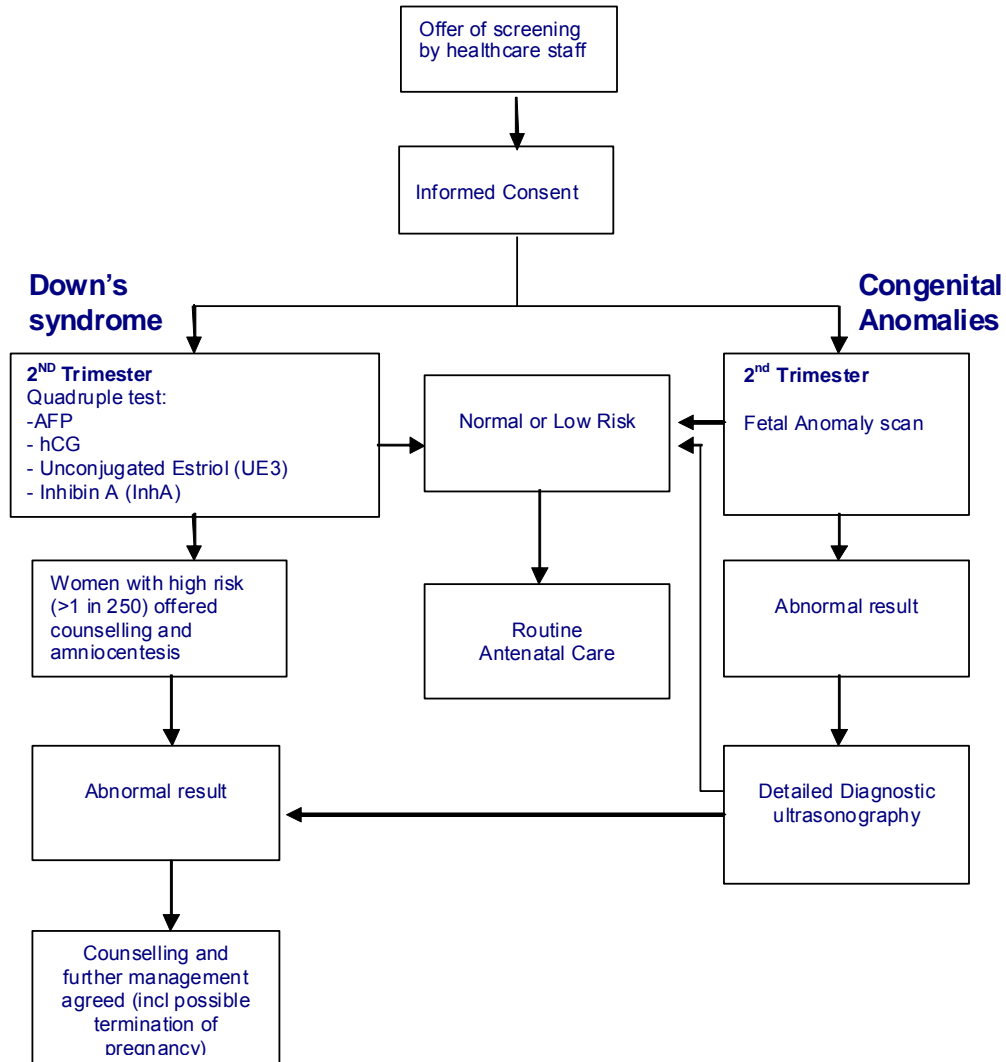 Offer of screening
by healthcare staff
Informed Consent
Down's
syndrome
Congenital
Anomalies
2ND Trimester
Quadruple test:
-AFP
- hCG
- Unconjugated Estriol (UE3)
- Inhibin A (InhA)
Normal or Low Risk
2nd Trimester
Fetal Anomaly scan
Women with high risk
(>1 in 250) offered
counselling and
amniocentesis
Routine
Antenatal Care
Abnormal result
Abnormal result
Detailed Diagnostic
ultrasonography
Counselling and
further management
agreed (incl possible
termination of
pregnancy)